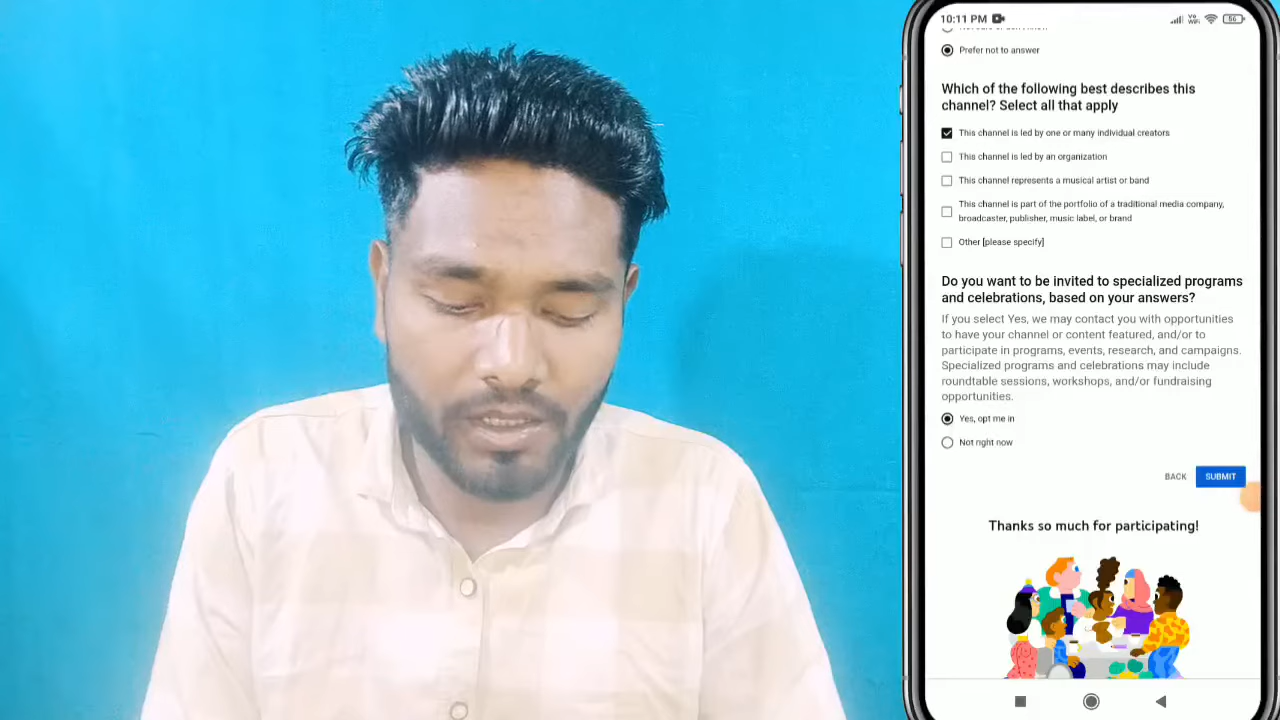 10:11 PM
Vo
WiFi
56
Prefer not to answer
Which of the following best describes this
channel? Select all that apply
This channel is led by one or many individual creators
This channel is led by an organization
This channel represents a musical artist or band
This channel is part of the portfolio of a traditional media company,
broadcaster, publisher, music label, or brand
Other [please specify]
Do you want to be invited to specialized programs
and celebrations, based on your answers?
If you select Yes, we may contact you with opportunities
to have your channel or content featured, and/or to
participate in programs, events, research, and campaigns.
Specialized programs and celebrations may include
roundtable sessions, workshops, and/or fundraising
opportunities.
Yes, opt me in
Not right now
BACK SUBMIT
Thanks so much for participating!